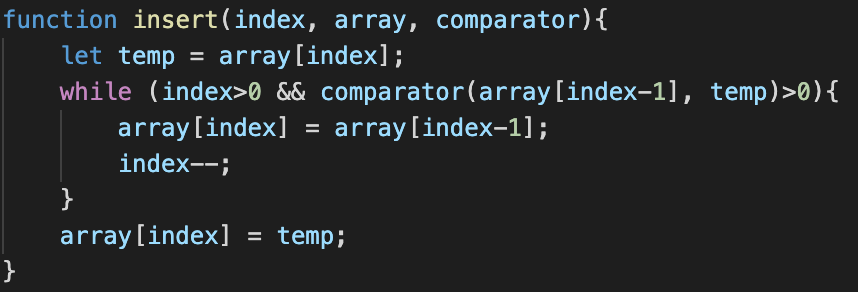 function insert(index, array, comparator){
    let temp = array[index];
    while (index>0 && comparator(array[index-1], temp)>0){
        array[index] = array[index-1];
        index--;
    }
    array[index] = temp;
}